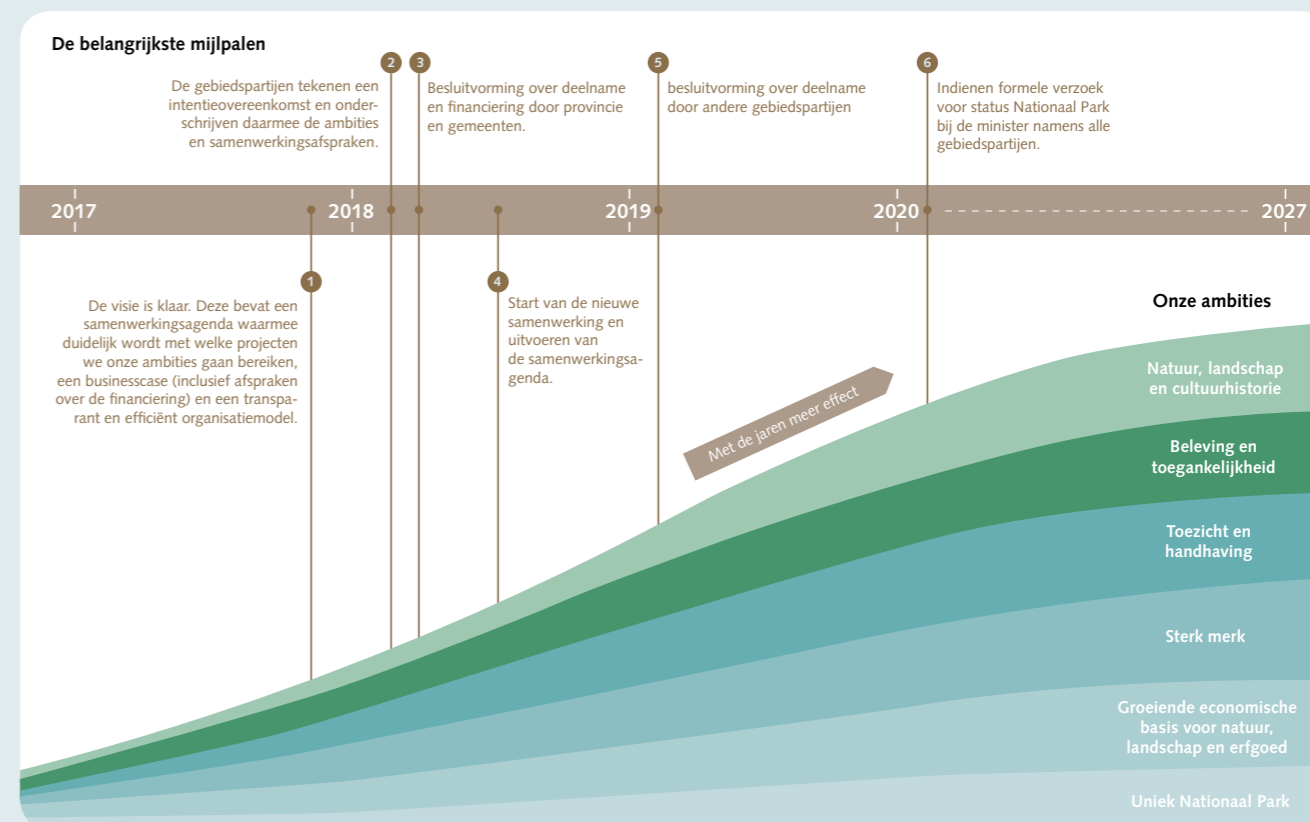 De belangrijkste mijlpalen
2
De gebiedspartijen tekenen een
intentieovereenkomst en onder-
schrijven daarmee de ambities
en samenwerkingsafspraken.
3
Besluitvorming over deelname
en financiering door provincie
en gemeenten.
5
besluitvorming over deelname
door andere gebiedspartijen
6
Indienen formele verzoek
voor status Nationaal Park
bij de minister namens alle
gebiedspartijen.
2017
2018
2019
2020
2027
1
De visie is klaar. Deze bevat een
samenwerkingsagenda waarmee
duidelijk wordt met welke projecten
we onze ambities gaan bereiken,
een businesscase (inclusief afspraken
over de financiering) en een transpa-
rant en efficiënt organisatiemodel.
4
Start van de nieuwe
samenwerking en
uitvoeren van
de samenwerkingsa-
genda.
Met de jaren meer effect
Onze ambities
Natuur, landschap
en cultuurhistorie
Beleving en
toegankelijkheid
Toezicht en
handhaving
Sterk merk
Groeiende economische
basis voor natuur,
landschap en erfgoed
Uniek Nationaal Park